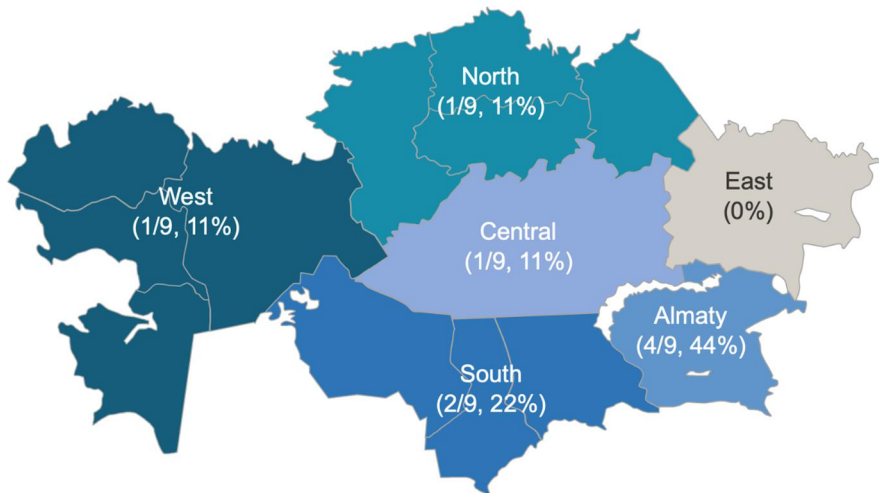 North
(1/9, 11%)
West
(1/9, 11%)
East
(0%)
Central
(1/9, 11%)
Almaty
(4/9, 44%)
South
(2/9, 22%)